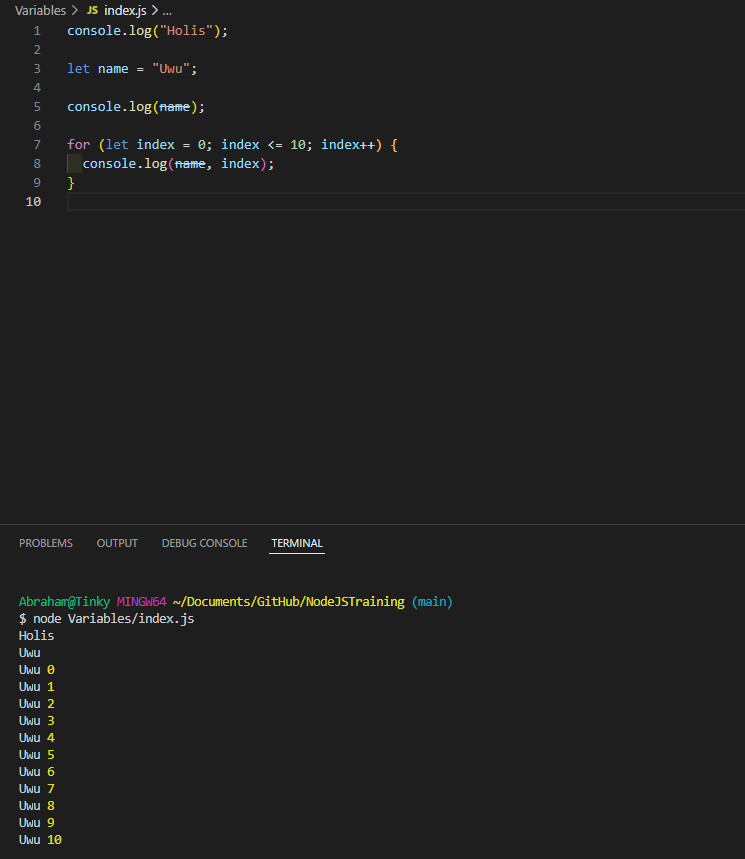 Variables > JS index.js > ...
1 console.log("Holis");
2
3 let name = "Uwu";
4
5 console.log(name);
6
7 for (let index = 0; index <= 10; index++) {
8   console.log(name, index);
9 }
10
PROBLEMS OUTPUT DEBUG CONSOLE TERMINAL
Abraham@Tinky MINGW64 ~/Documents/GitHub/NodeJSTraining (main)
$ node Variables/index.js
Holis
Uwu
Uwu 0
Uwu 1
Uwu 2
Uwu 3
Uwu 4
Uwu 5
Uwu 6
Uwu 7
Uwu 8
Uwu 9
Uwu 10